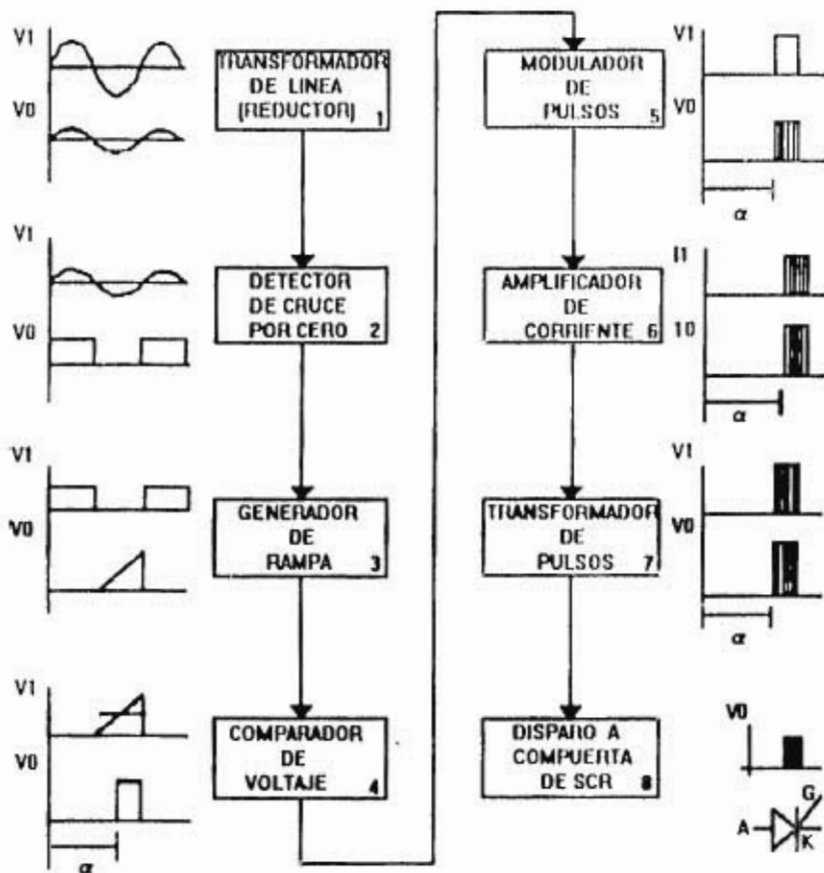 V1
V0
TRANSFORMADOR
DE LINEA
(REDUCTOR) 1
V1
V0
DETECTOR
DE CRUCE
POR CERO 2
V1
V0
GENERADOR
DE
RAMPA 3
V1
V0
α
COMPARADOR
DE
VOLTAJE 4
MODULADOR
DE
PULSOS 5
V1
V0
α
AMPLIFICADOR
DE
CORRIENTE 6
I1
I0
α
TRANSFORMADOR
DE
PULSOS 7
V1
V0
α
DISPARO A
COMPUERTA
DE SCR 8
V0
G
A
K